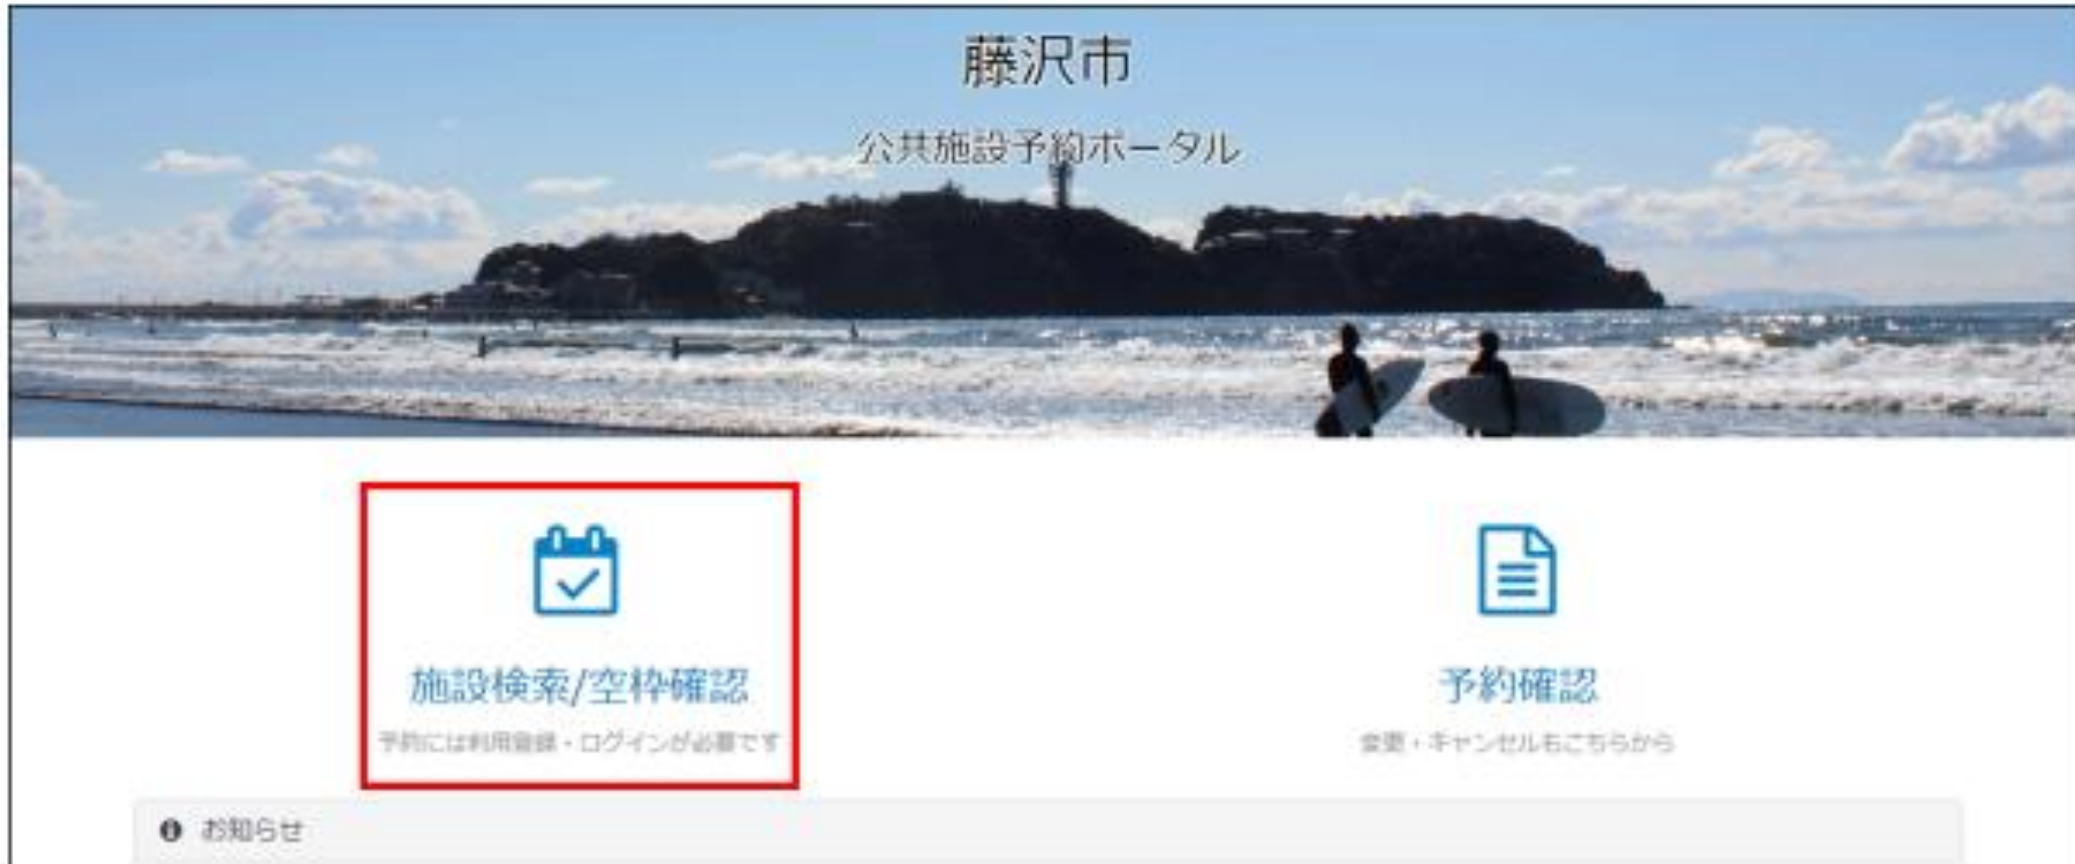 藤沢市
公共施設予約ポータル
施設検索/空枠確認
予約には利用登録・ログインが必要です
予約確認
変更・キャンセルもこちらから
お知らせ